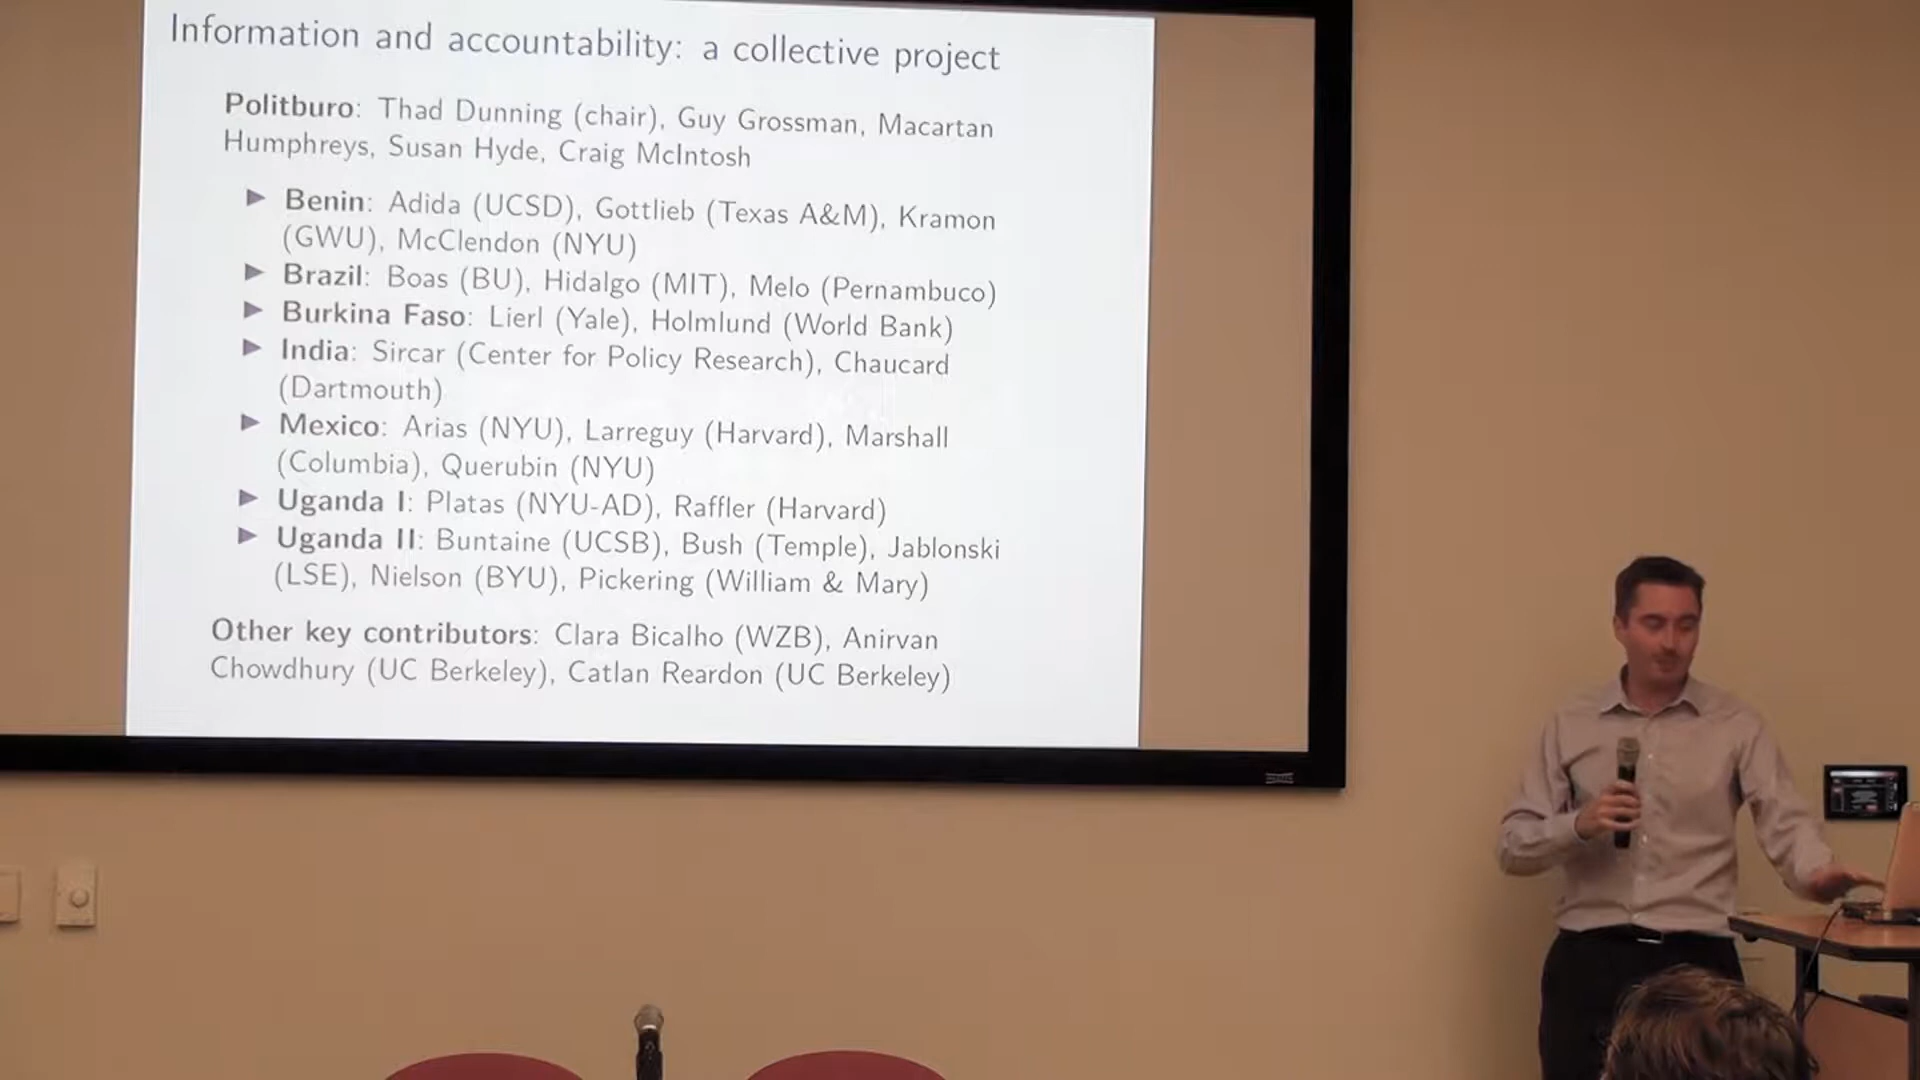 Information and accountability: a collective project
Politburo: Thad Dunning (chair), Guy Grossman, Macartan
Humphreys, Susan Hyde, Craig McIntosh
Benin: Adida (UCSD), Gottlieb (Texas A&M), Kramon
(GWU), McClendon (NYU)
Brazil: Boas (BU), Hidalgo (MIT), Melo (Pernambuco)
Burkina Faso: Lierl (Yale), Holmlund (World Bank)
India: Sircar (Center for Policy Research), Chaucard
(Dartmouth)
Mexico: Arias (NYU), Larreguy (Harvard), Marshall
(Columbia), Querubin (NYU)
Uganda I: Platas (NYU-AD), Raffler (Harvard)
Uganda II: Buntaine (UCSB), Bush (Temple), Jablonski
(LSE), Nielson (BYU), Pickering (William & Mary)
Other key contributors: Clara Bicalho (WZB), Anirvan
Chowdhury (UC Berkeley), Catlan Reardon (UC Berkeley)